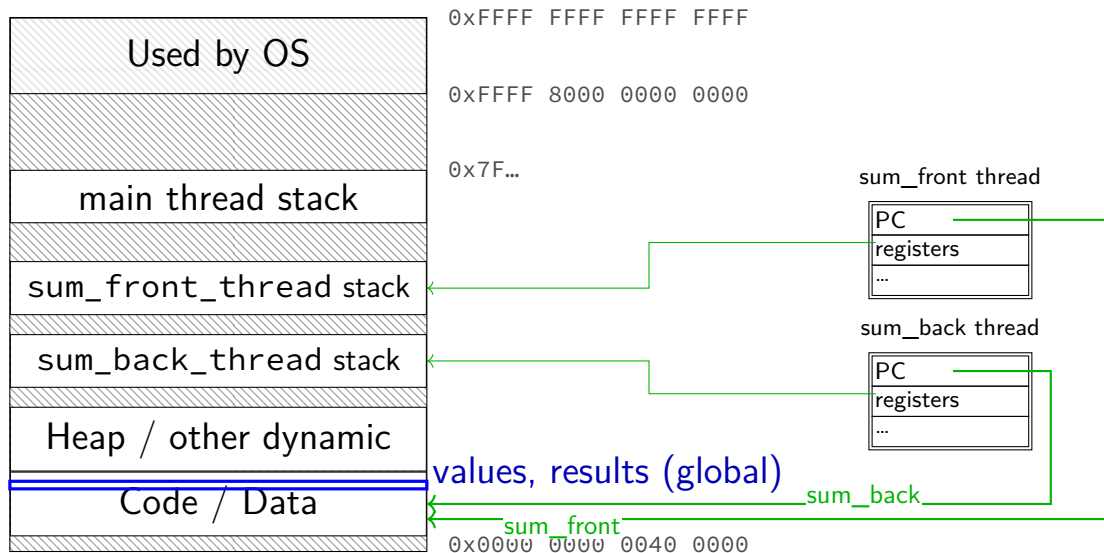 0xFFFF FFFF FFFF FFFF
Used by OS
0xFFFF 8000 0000 0000
0x7F…
main thread stack
sum_front_thread stack
sum_back_thread stack
Heap / other dynamic
values, results (global)
Code / Data
0x0000 0000 0040 0000
sum_front thread
PC
registers
...
sum_back thread
PC
registers
...
sum_back
sum_front